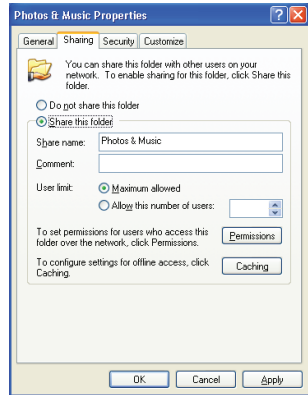 Photos & Music Properties
General Sharing Security Customize
You can share this folder with other users on your
network. To enable sharing for this folder, click Share this
folder.
Do not share this folder
Share this folder
Share name: Photos & Music
Comment:
User limit: Maximum allowed
Allow this number of users:
To set permissions for users who access this
folder over the network, click Permissions. Permissions
To configure settings for offline access, click
Caching. Caching
OK Cancel Apply